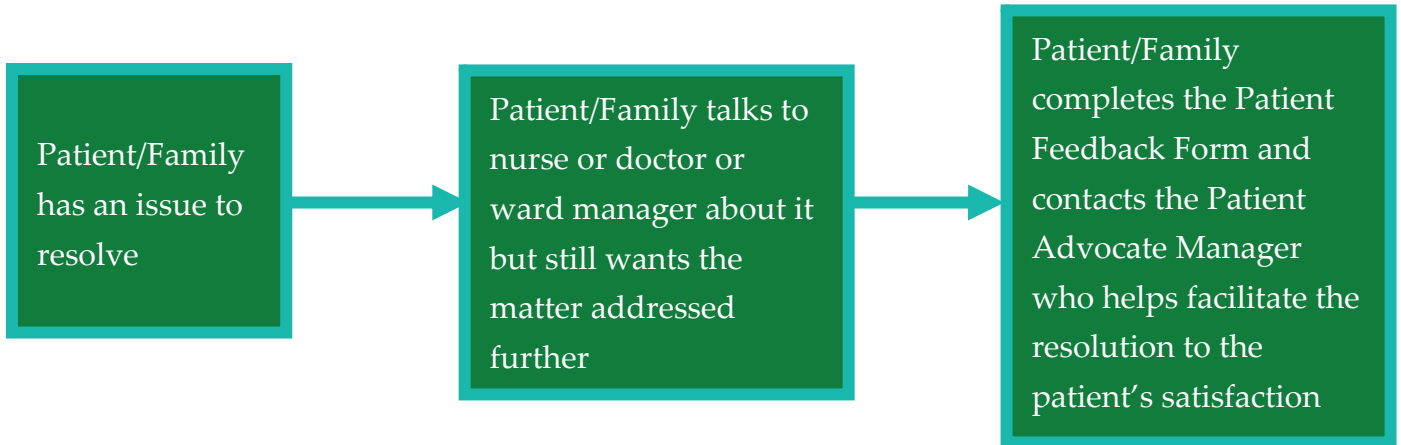 Patient/Family
has an issue to
resolve
Patient/Family talks to
nurse or doctor or
ward manager about it
but still wants the
matter addressed
further
Patient/Family
completes the Patient
Feedback Form and
contacts the Patient
Advocate Manager
who helps facilitate the
resolution to the
patient’s satisfaction